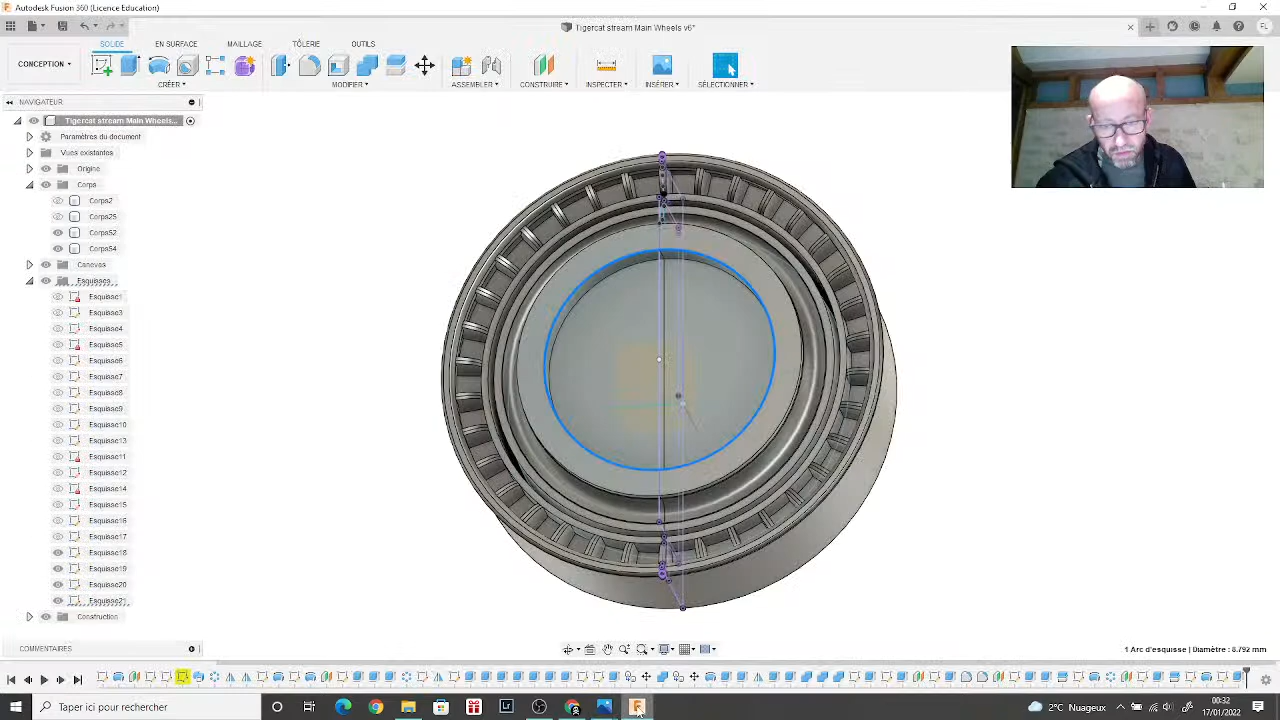 Autodesk Fusion 360 (Licence Education)
Tigercat stream Main Wheels v6*
FL
SOLIDE EN SURFACE MAILLAGE TÔLERIE OUTILS
CONCEPTION
CRÉER MODIFIER ASSEMBLER CONSTRUIRE INSPECTER INSÉRER SÉLECTIONNER
NAVIGATEUR
Tigercat stream Main Wheels...
Paramètres du document
Vues existantes
Origine
Corps
Corps2
Corps25
Corps52
Corps54
Canevas
Esquisses
Esquisse1
Esquisse3
Esquisse4
Esquisse5
Esquisse6
Esquisse7
Esquisse8
Esquisse9
Esquisse10
Esquisse13
Esquisse11
Esquisse12
Esquisse14
Esquisse15
Esquisse16
Esquisse17
Esquisse18
Esquisse19
Esquisse20
Esquisse21
Construction
COMMENTAIRES
1 Arc d'esquisse | Diamètre : 8.792 mm
Taper ici pour rechercher
2°C Nuageux
00:32
17/01/2022